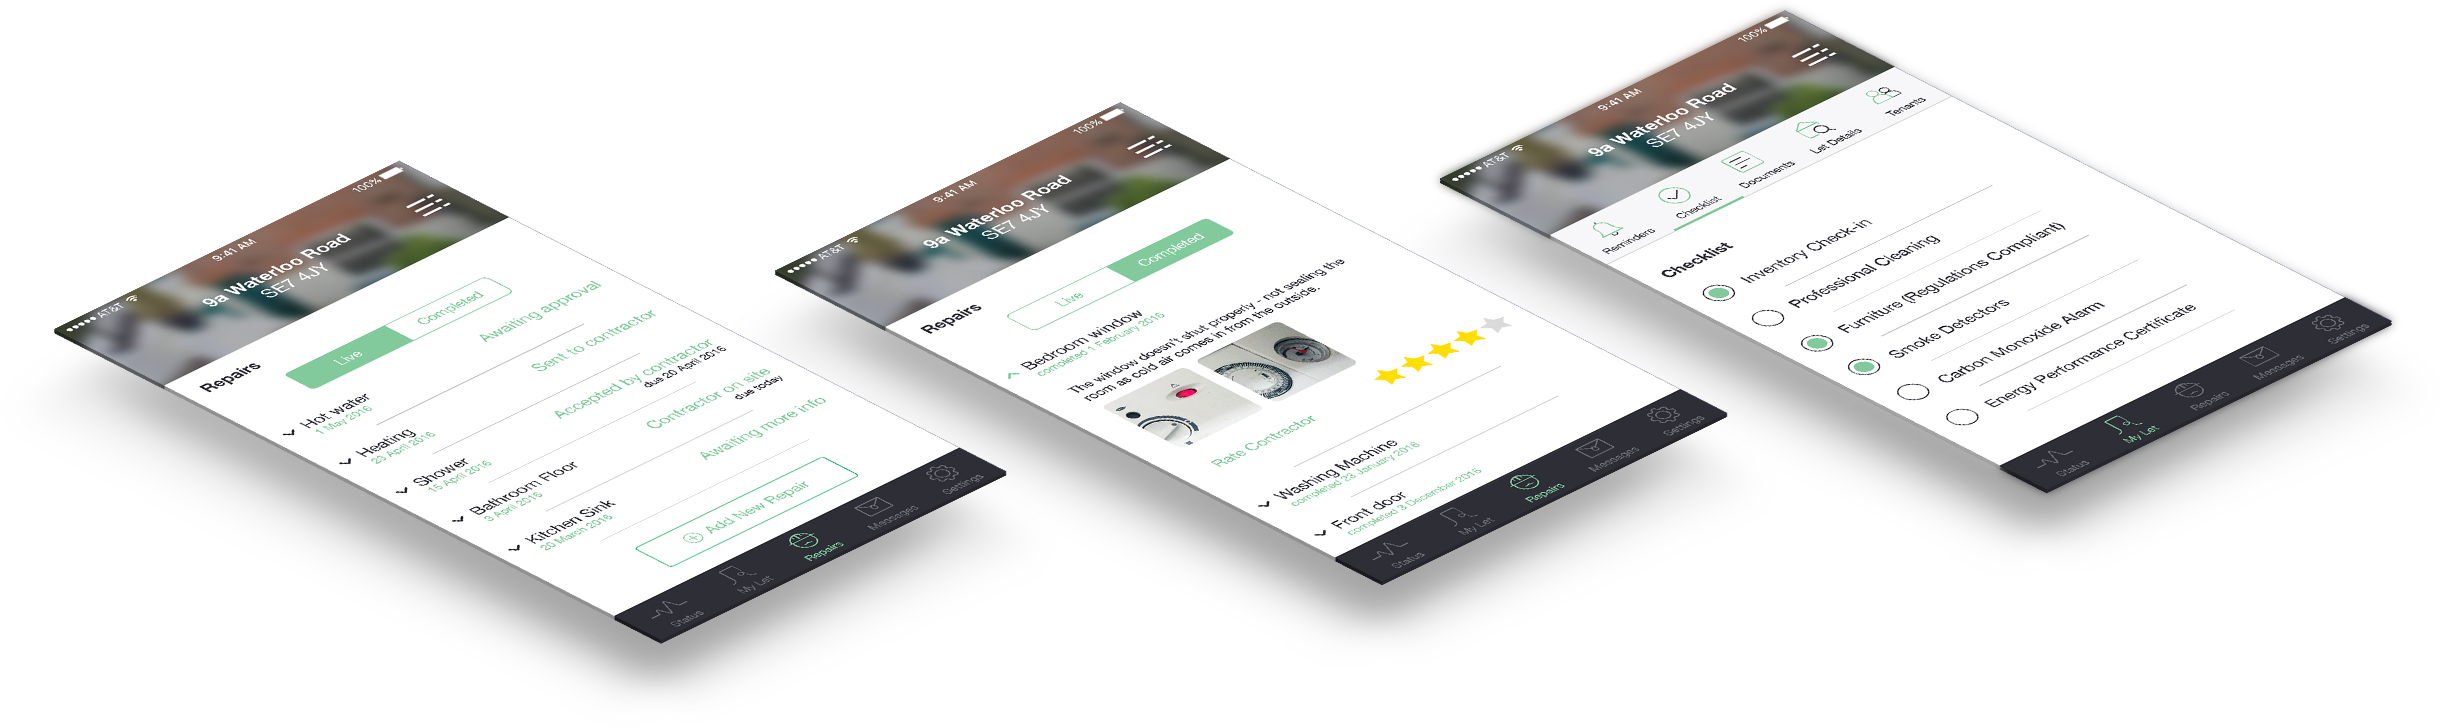 AT&T
9:41 AM
100%
9a Waterloo Road
SE7 4JY
Repairs
Live
Completed
Hot water
1 May 2016
Awaiting approval
Heating
23 April 2016
Sent to contractor
Shower
15 April 2016
Accepted by contractor
due 20 April 2016
Bathroom Floor
3 April 2016
Contractor on site
due today
Kitchen Sink
20 March 2016
Awaiting more info
Add New Repair
Status
My Let
Repairs
Messages
Settings
AT&T
9:41 AM
100%
9a Waterloo Road
SE7 4JY
Repairs
Live
Completed
Bedroom window
completed 1 February 2016
The window doesn't shut properly - not sealing the
room as cold air comes in from the outside.
Rate Contractor
Washing Machine
completed 23 January 2016
Front door
completed 3 December 2015
Status
My Let
Repairs
Messages
Settings
AT&T
9:41 AM
100%
9a Waterloo Road
SE7 4JY
Reminders
Checklist
Documents
Let Details
Tenants
Checklist
Inventory Check-in
Professional Cleaning
Furniture (Regulations Compliant)
Smoke Detectors
Carbon Monoxide Alarm
Energy Performance Certificate
Status
My Let
Repairs
Messages
Settings